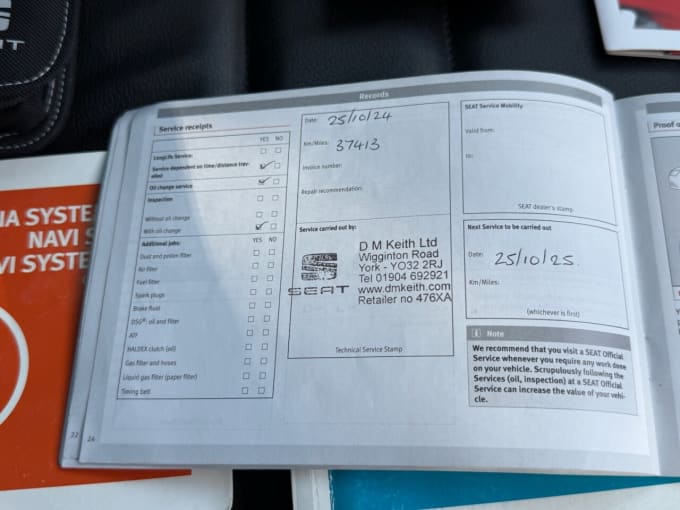 Records
Service receipts
YES NO
LongLife Service:
Service dependent on time/distance trav-
elled
Oil change service
Inspection
Without oil change
With oil change
Additional jobs: YES NO
Dust and pollen filter
Air filter
Fuel filter
Spark plugs
Brake fluid
DSG®: oil and filter
ATF
HALDEX clutch (oil)
Gas filter and hoses
Liquid gas filter (paper filter)
Timing belt
Date: 25/10/24
Km/Miles: 37413
Invoice number:
Repair recommendation:
Service carried out by:
D M Keith Ltd
Wigginton Road
York - YO32 2RJ
Tel 01904 692921
www.dmkeith.com
Retailer no 476XA
SEAT
Technical Service Stamp
SEAT Service Mobility
Valid from:
to:
SEAT dealer's stamp
Next Service to be carried out
Date: 25/10/25.
Km/Miles:
(whichever is first)
i Note
We recommend that you visit a SEAT Official
Service whenever you require any work done
on your vehicle. Scrupulously following the
Services (oil, inspection) at a SEAT Official
Service can increase the value of your vehi-
cle.
22
24
IA SYSTE
NAVI S
VI SYSTE
Proof o